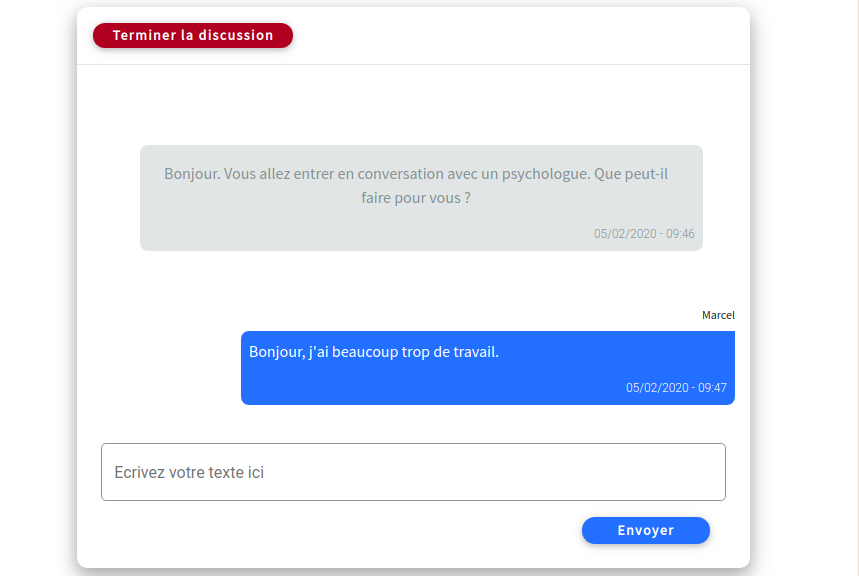 Terminer la discussion
Bonjour. Vous allez entrer en conversation avec un psychologue. Que peut-il
faire pour vous ?
05/02/2020 - 09:46
Marcel
Bonjour, j'ai beaucoup trop de travail.
05/02/2020 - 09:47
Ecrivez votre texte ici
Envoyer